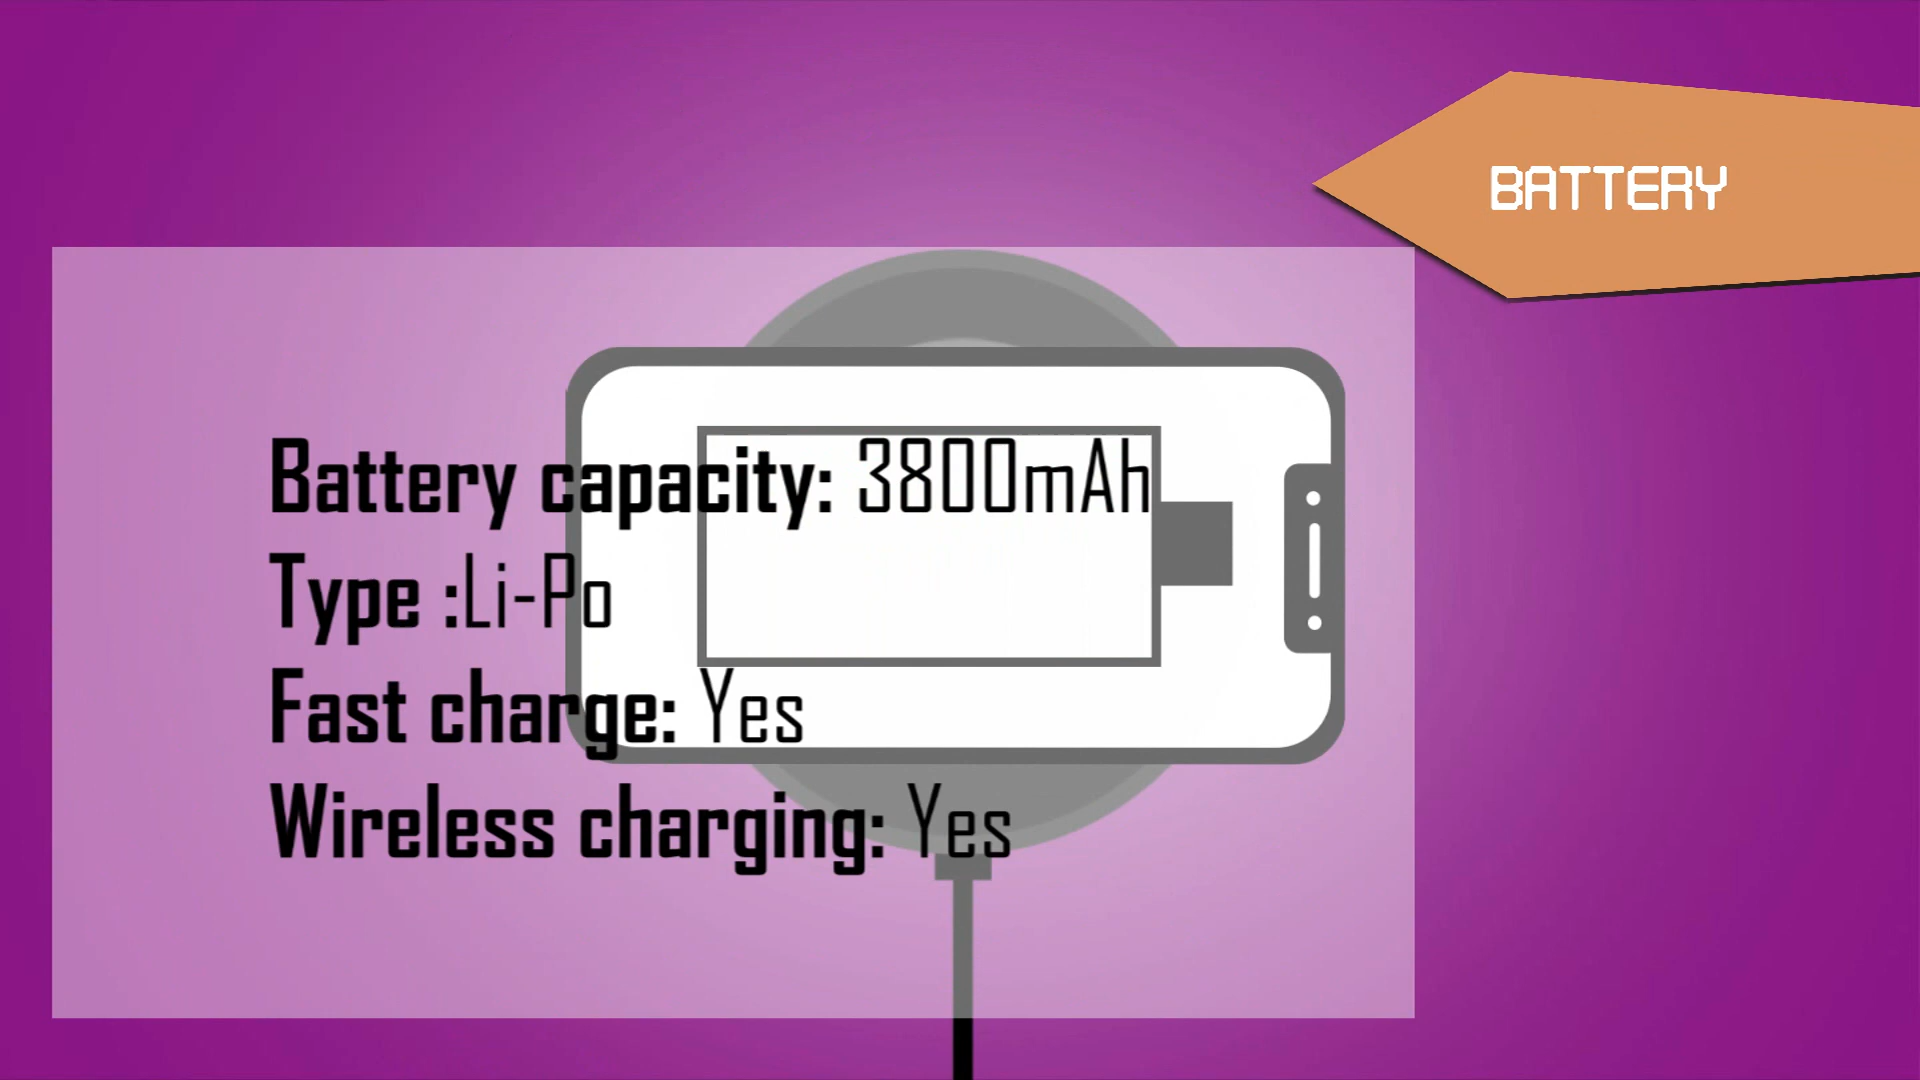 BATTERY
Battery capacity: 3800mAh
Type :Li-Po
Fast charge: Yes
Wireless charging: Yes